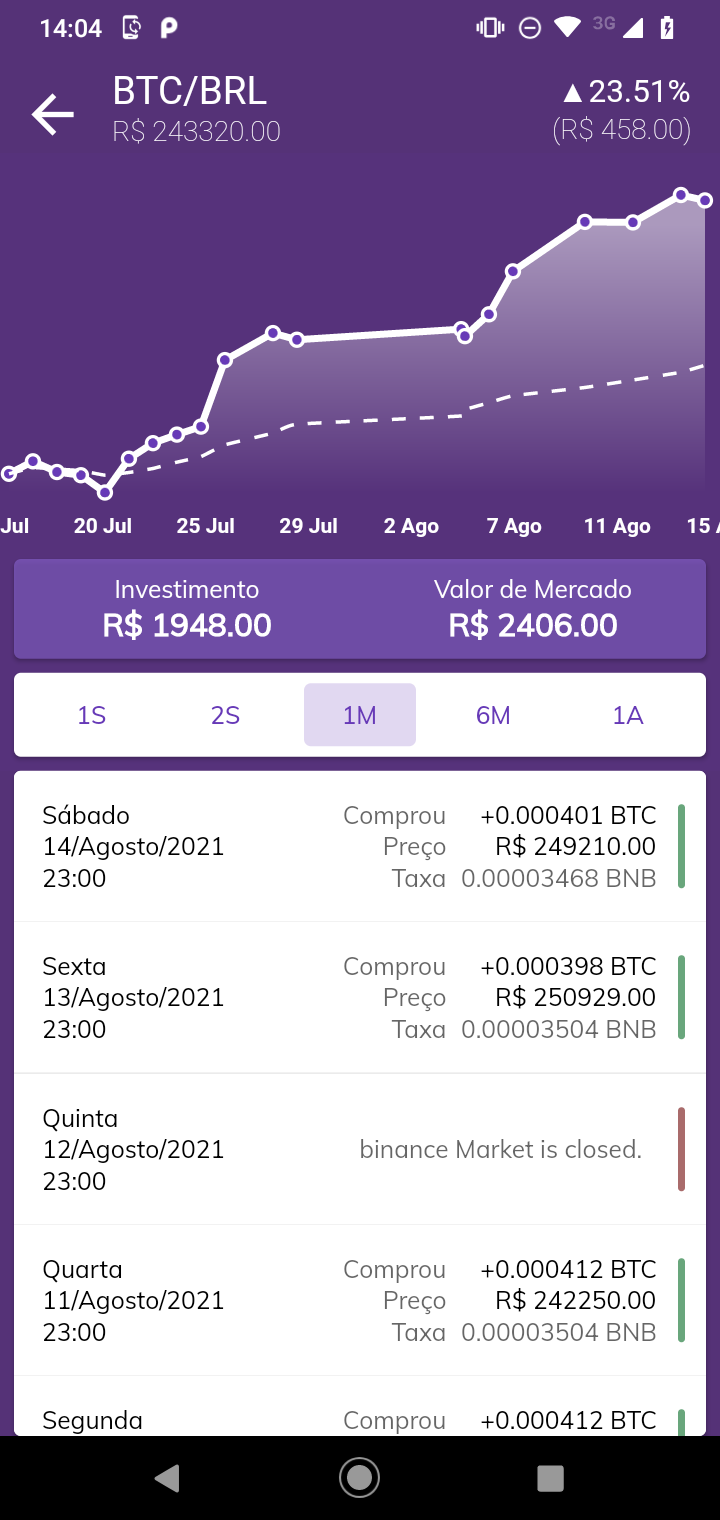 14:04
3G
BTC/BRL
▲23.51%
R$ 243320.00
(R$ 458.00)
Jul 20 Jul 25 Jul 29 Jul 2 Ago 7 Ago 11 Ago 15 A
Investimento Valor de Mercado
R$ 1948.00 R$ 2406.00
1S 2S 1M 6M 1A
Sábado Comprou +0.000401 BTC
14/Agosto/2021 Preço R$ 249210.00
23:00 Taxa 0.00003468 BNB
Sexta Comprou +0.000398 BTC
13/Agosto/2021 Preço R$ 250929.00
23:00 Taxa 0.00003504 BNB
Quinta
12/Agosto/2021 binance Market is closed.
23:00
Quarta Comprou +0.000412 BTC
11/Agosto/2021 Preço R$ 242250.00
23:00 Taxa 0.00003504 BNB
Segunda Comprou +0.000412 BTC